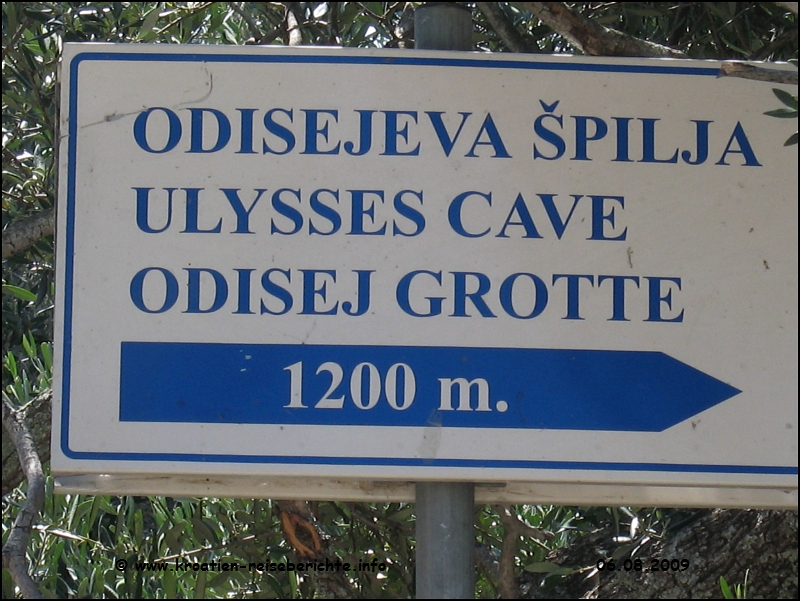 ODISEJEVA ŠPILJA
ULYSSES CAVE
ODISEJ GROTTE
1200 m.
© www.kroatien-reiseberichte.info
06.08.2009